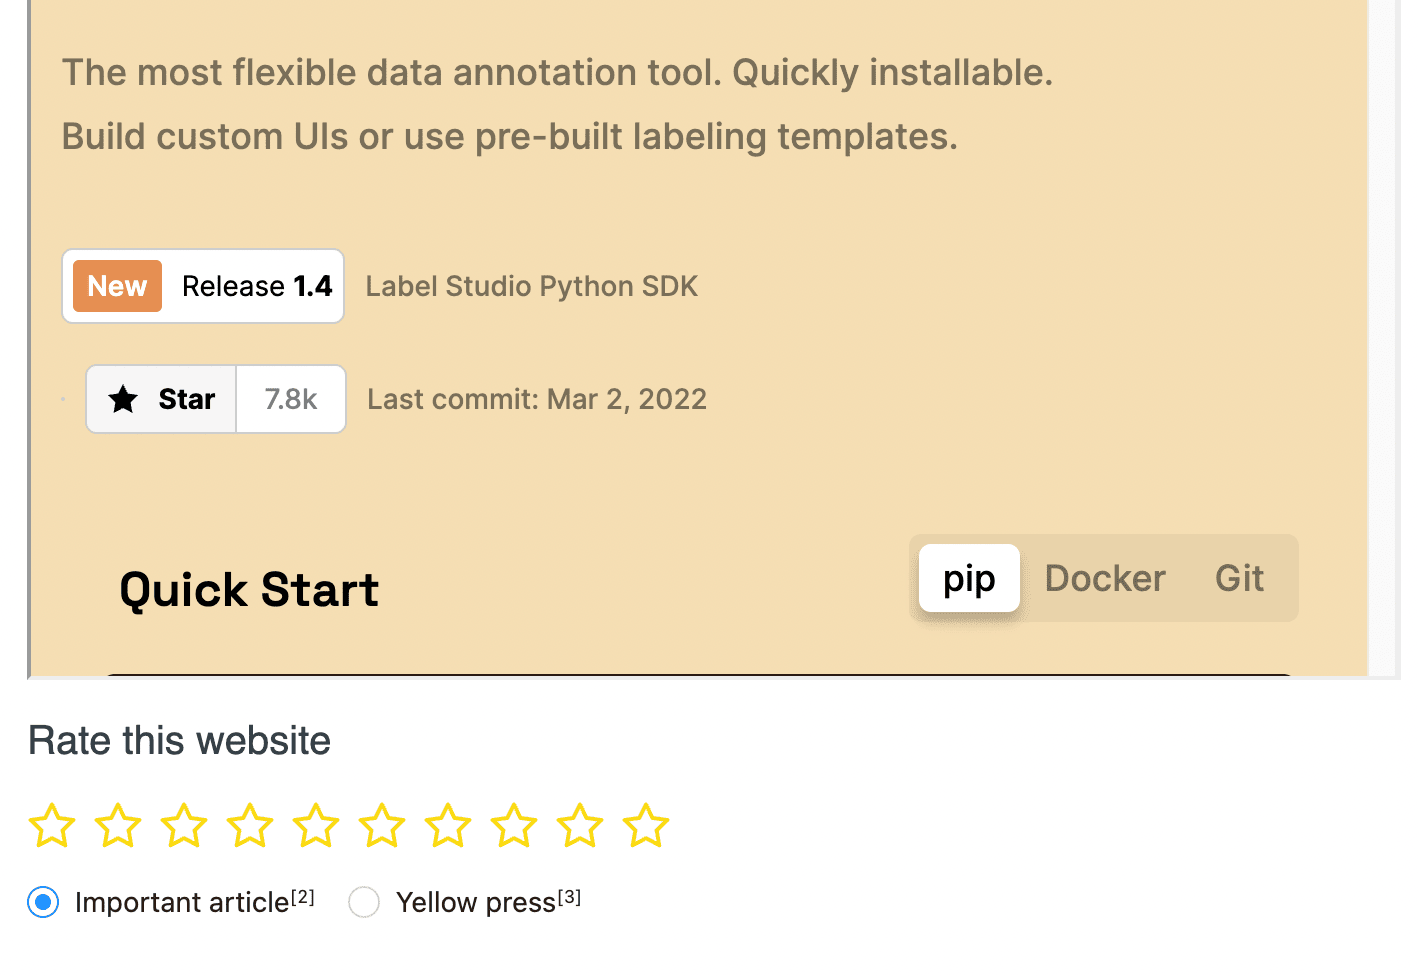 The most flexible data annotation tool. Quickly installable.
Build custom UIs or use pre-built labeling templates.
New Release 1.4 Label Studio Python SDK
Star 7.8k Last commit: Mar 2, 2022
Quick Start pip Docker Git
Rate this website
Important article[2] Yellow press[3]